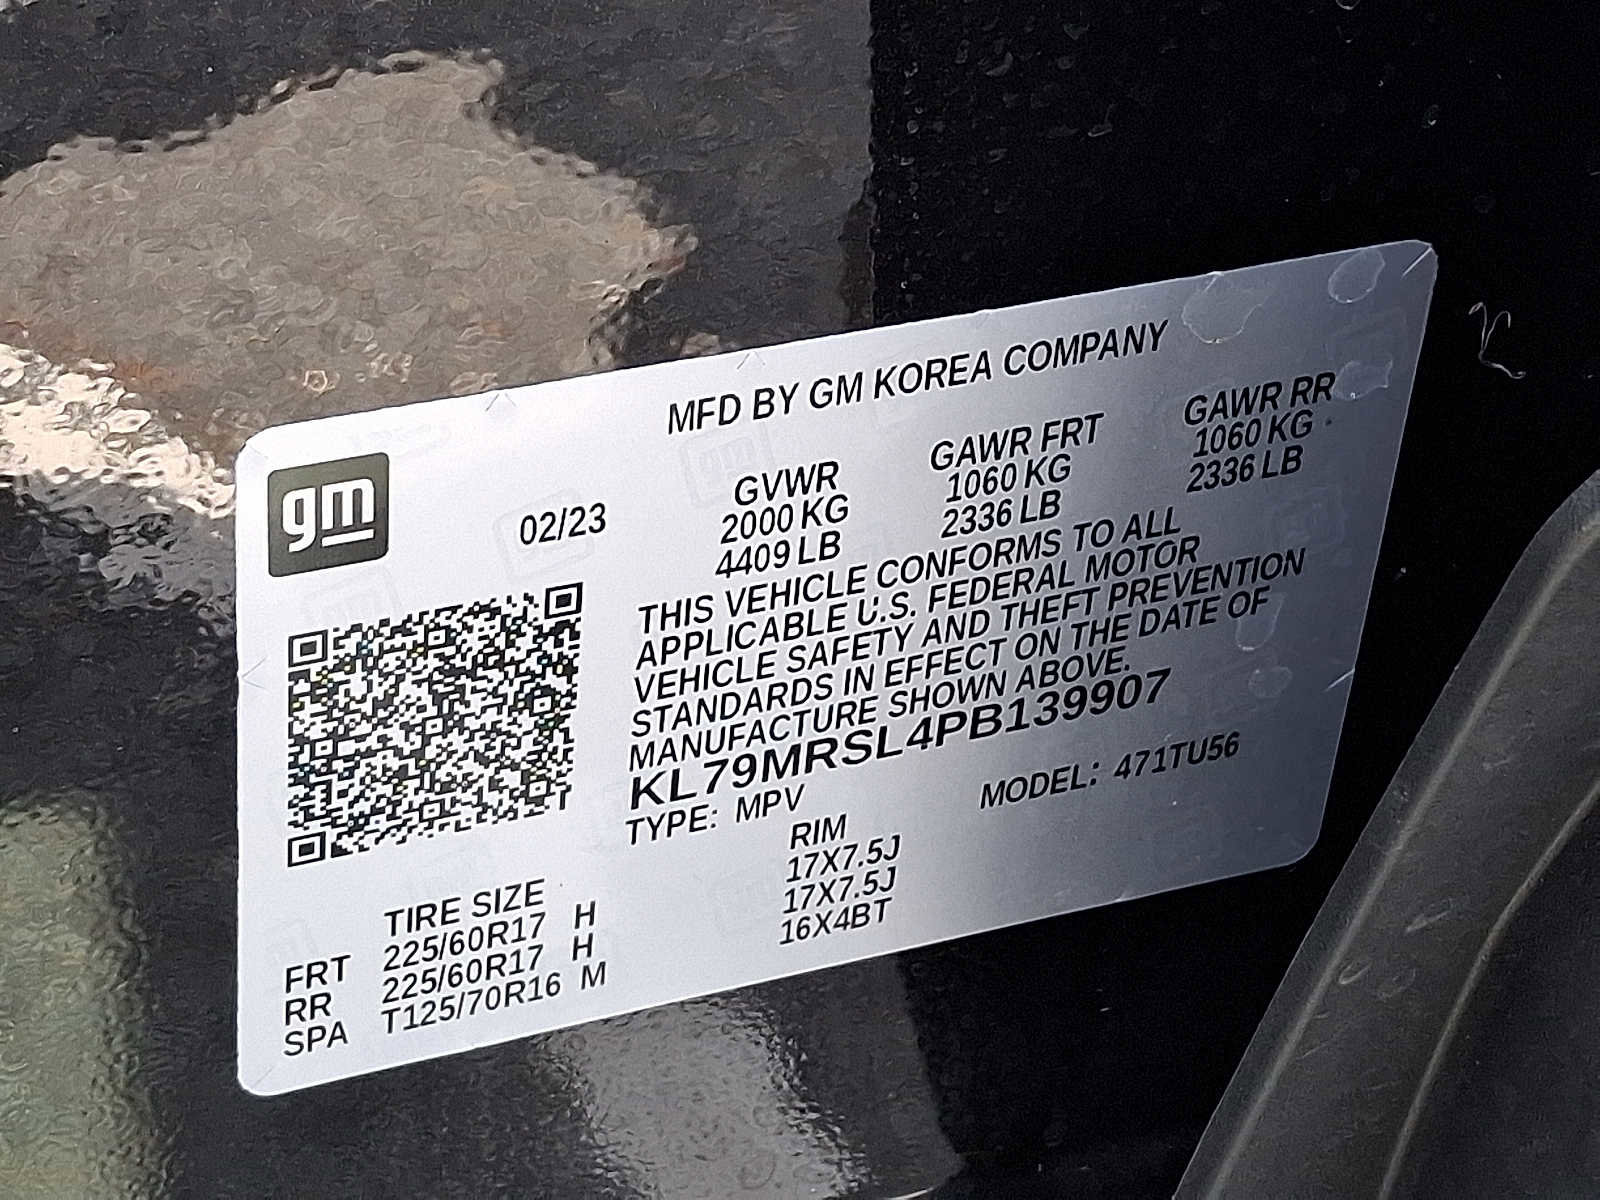 MFD BY GM KOREA COMPANY
gm
02/23
GVWR GAWR FRT GAWR RR
2000 KG 1060 KG 1060 KG
4409 LB 2336 LB 2336 LB
THIS VEHICLE CONFORMS TO ALL
APPLICABLE U.S. FEDERAL MOTOR
VEHICLE SAFETY AND THEFT PREVENTION
STANDARDS IN EFFECT ON THE DATE OF
MANUFACTURE SHOWN ABOVE.
KL79MRSL4PB139907
TYPE: MPV MODEL: 471TU56
TIRE SIZE RIM
FRT 225/60R17 H 17X7.5J
RR 225/60R17 H 17X7.5J
SPA T125/70R16 M 16X4BT